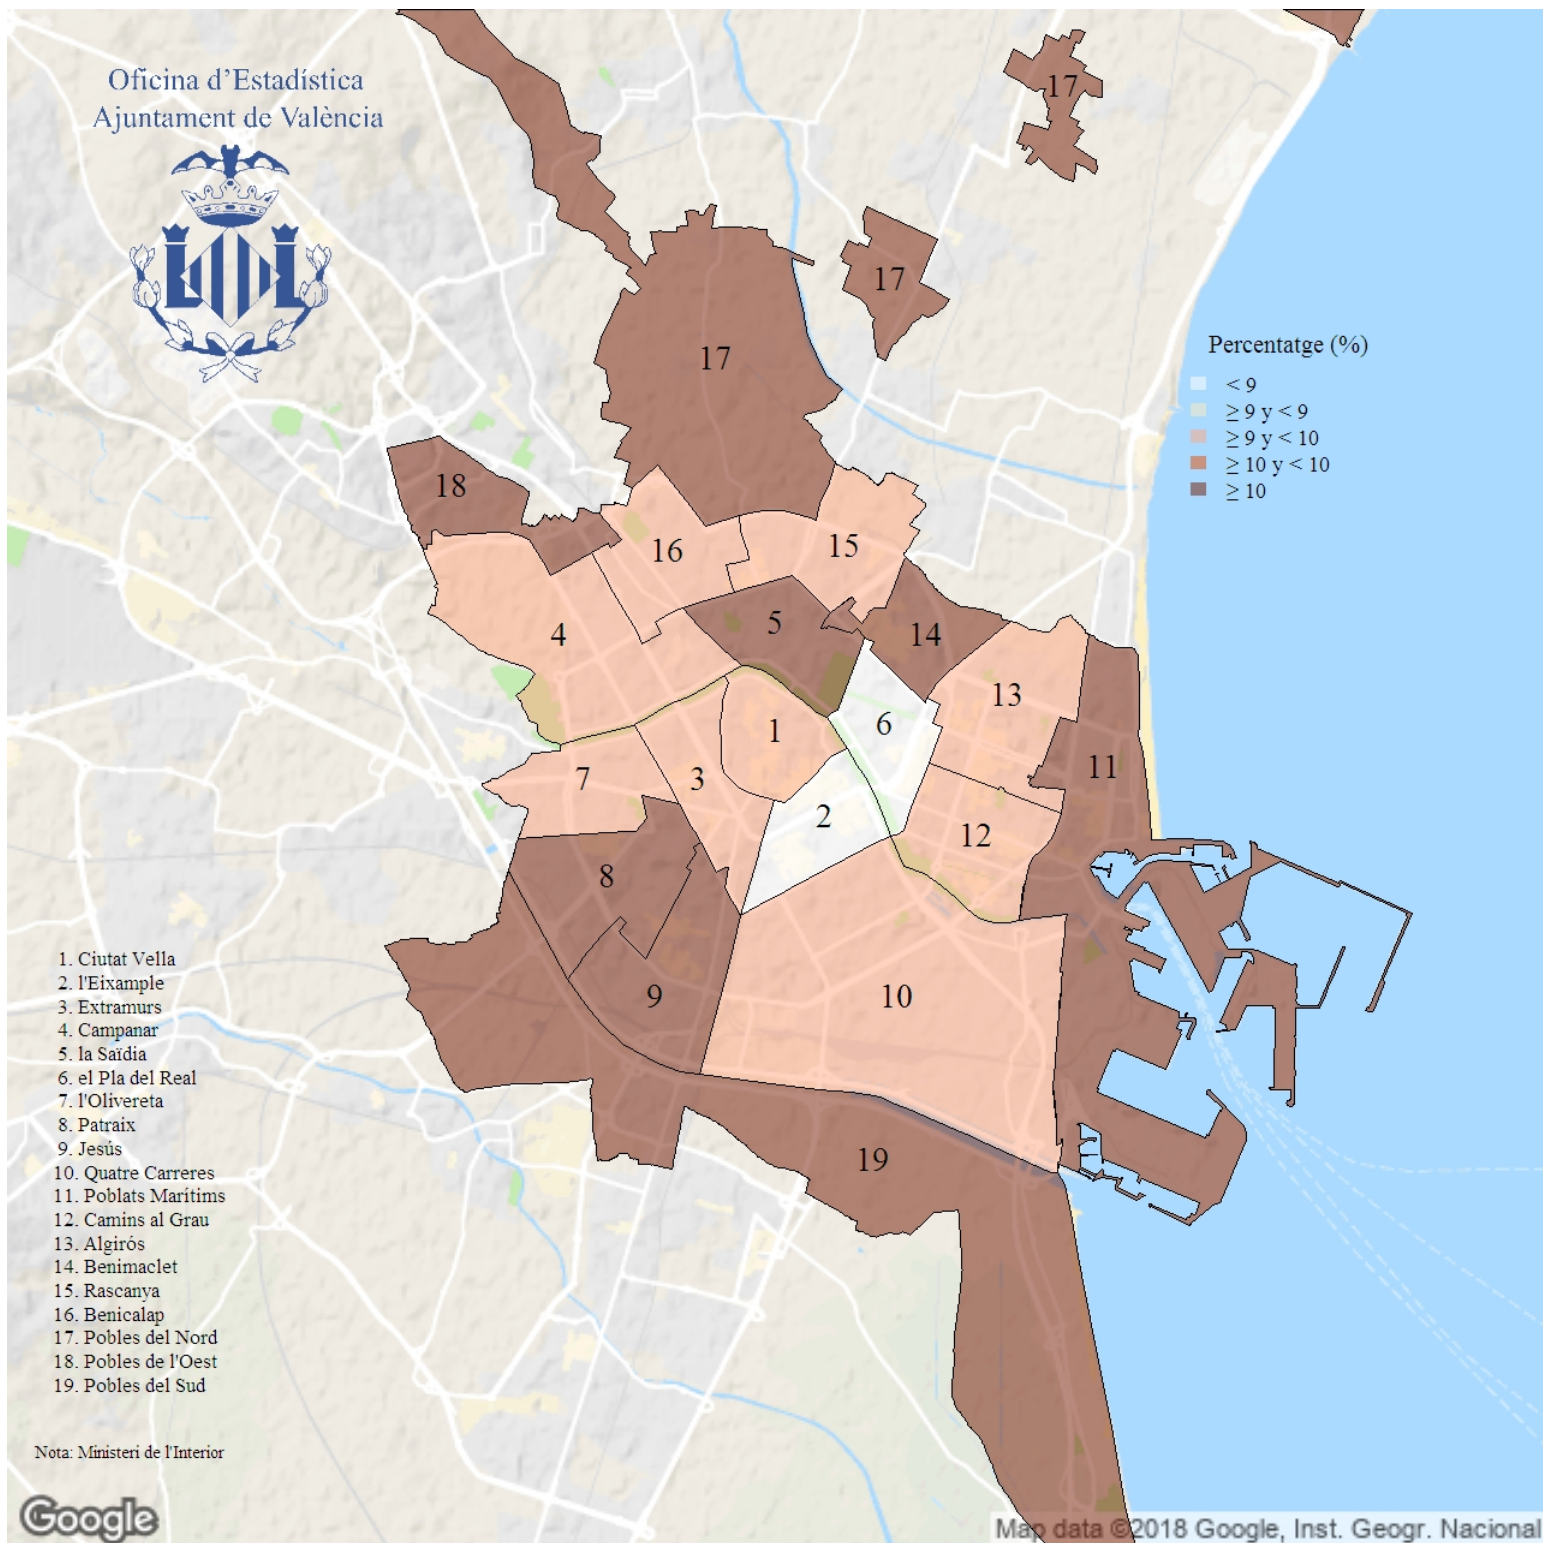 Oficina d'Estadística
Ajuntament de València
17
17
17
Percentatge (%)
< 9
≥ 9 y < 9
≥ 9 y < 10
≥ 10 y < 10
≥ 10
18
16
15
4
5
14
13
6
1
11
7
3
2
12
8
9
10
19
1. Ciutat Vella
2. l'Eixample
3. Extramurs
4. Campanar
5. la Saïdia
6. el Pla del Real
7. l'Olivereta
8. Patraix
9. Jesús
10. Quatre Carreres
11. Poblats Marítims
12. Camins al Grau
13. Algirós
14. Benimaclet
15. Rascanya
16. Benicalap
17. Pobles del Nord
18. Pobles de l'Oest
19. Pobles del Sud
Nota: Ministeri de l'Interior
Google
Map data ©2018 Google, Inst. Geogr. Nacional